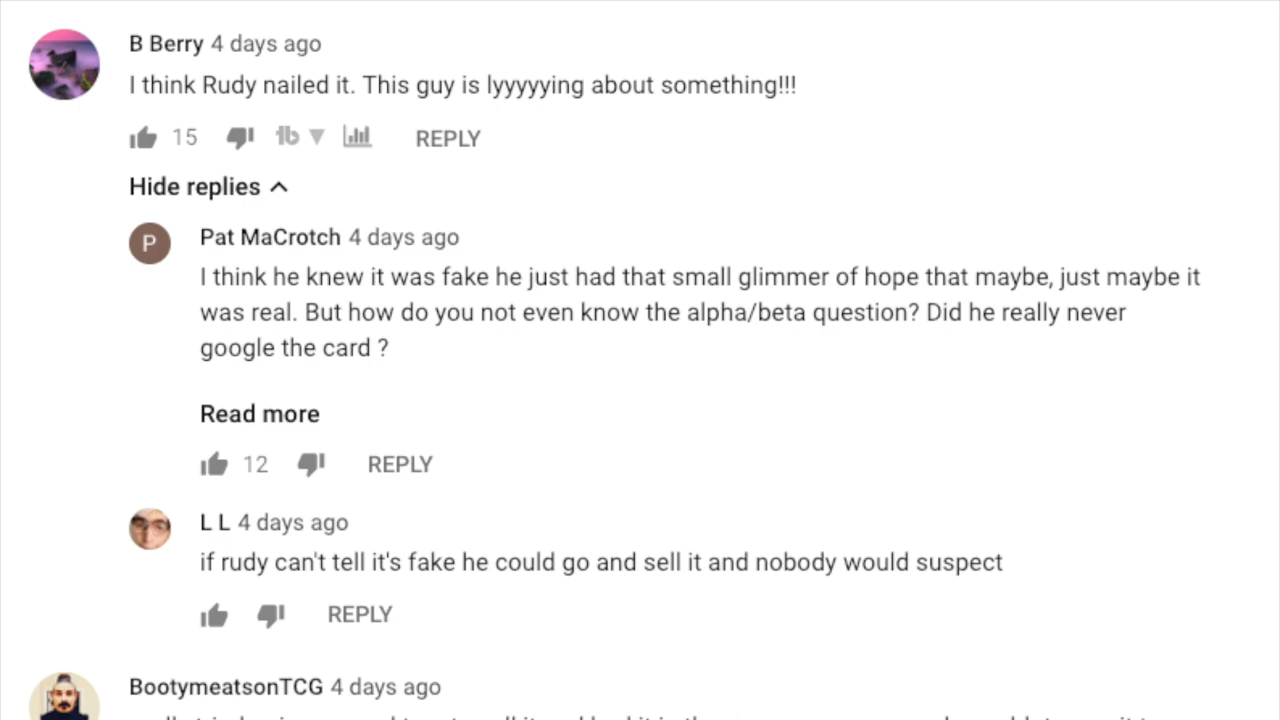 B Berry 4 days ago
I think Rudy nailed it. This guy is lyyyyying about something!!!
15 REPLY
Hide replies
P
Pat MaCrotch 4 days ago
I think he knew it was fake he just had that small glimmer of hope that maybe, just maybe it
was real. But how do you not even know the alpha/beta question? Did he really never
google the card ?
Read more
12 REPLY
L L 4 days ago
if rudy can't tell it's fake he could go and sell it and nobody would suspect
REPLY
BootymeatsonTCG 4 days ago